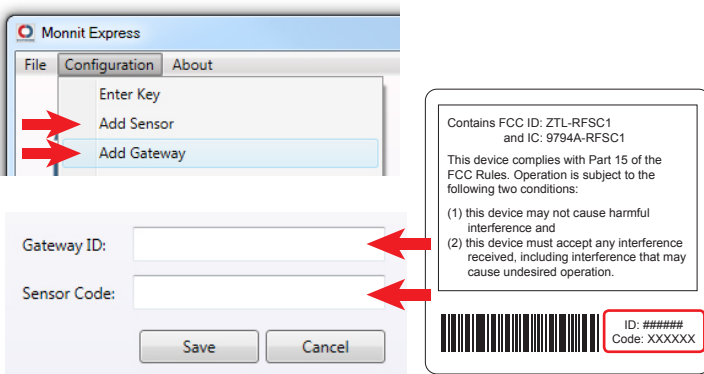 Monnit Express
File Configuration About
Enter Key
Add Sensor
Add Gateway
Gateway ID:
Sensor Code:
Save Cancel
Contains FCC ID: ZTL-RFSC1
and IC: 9794A-RFSC1
This device complies with Part 15 of the
FCC Rules. Operation is subject to the
following two conditions:
(1) this device may not cause harmful
interference and
(2) this device must accept any interference
received, including interference that may
cause undesired operation.
ID: ######
Code: XXXXXX